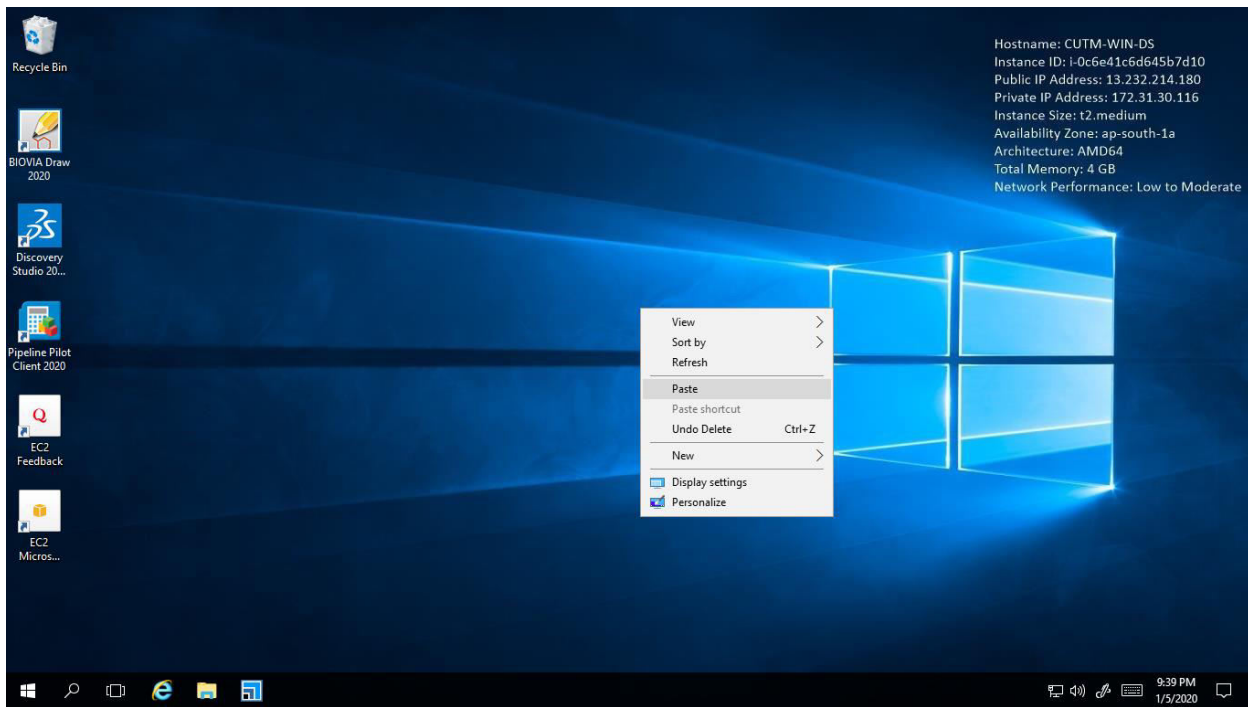 Recycle Bin
BIOVIA Draw
2020
Discovery
Studio 20...
Pipeline Pilot
Client 2020
Q
EC2
Feedback
EC2
Micros...
Hostname: CUTM-WIN-DS
Instance ID: i-0c6e41c6d645b7d10
Public IP Address: 13.232.214.180
Private IP Address: 172.31.30.116
Instance Size: t2.medium
Availability Zone: ap-south-1a
Architecture: AMD64
Total Memory: 4 GB
Network Performance: Low to Moderate
View
Sort by
Refresh
Paste
Paste shortcut
Undo Delete Ctrl+Z
New
Display settings
Personalize
9:39 PM
1/5/2020